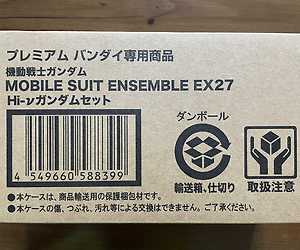 プレミアム バンダイ専用商品
機動戦士ガンダム
MOBILE SUIT ENSEMBLE EX27
Hi-νガンダムセット
ダンボール
4 549660 588399
輸送箱、仕切り
取扱注意
●本ケースは、商品輸送用の保護梱包材です。
●本ケースの傷、つぶれ、汚れ等による交換はできません。ご了承ください。